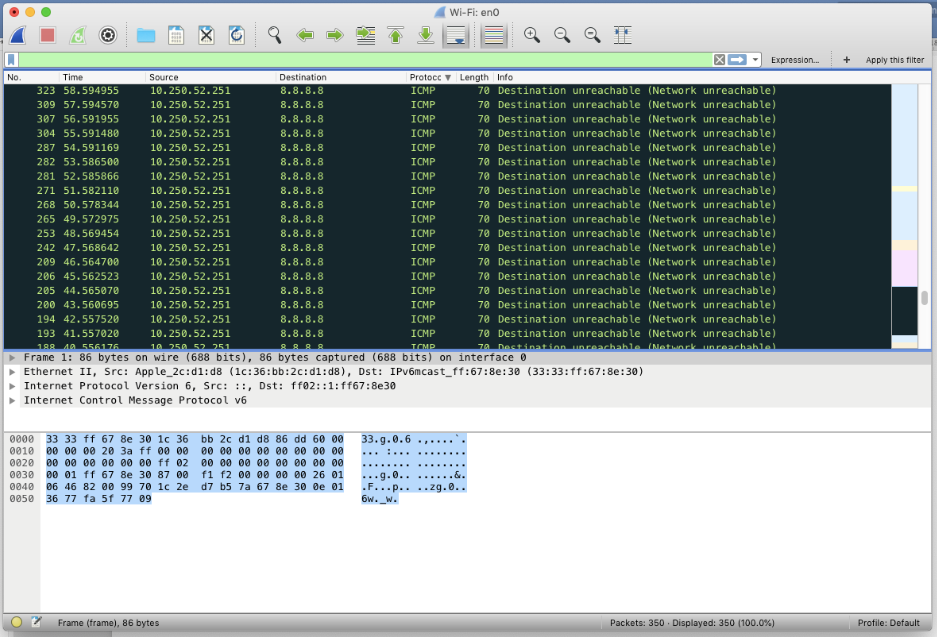 Wi-Fi: en0
Expression... + Apply this filter
No. Time Source Destination Protocc Length Info
323 58.594955 10.250.52.251 8.8.8.8 ICMP 70 Destination unreachable (Network unreachable)
309 57.594570 10.250.52.251 8.8.8.8 ICMP 70 Destination unreachable (Network unreachable)
307 56.591955 10.250.52.251 8.8.8.8 ICMP 70 Destination unreachable (Network unreachable)
304 55.591480 10.250.52.251 8.8.8.8 ICMP 70 Destination unreachable (Network unreachable)
287 54.591169 10.250.52.251 8.8.8.8 ICMP 70 Destination unreachable (Network unreachable)
282 53.586500 10.250.52.251 8.8.8.8 ICMP 70 Destination unreachable (Network unreachable)
281 52.585866 10.250.52.251 8.8.8.8 ICMP 70 Destination unreachable (Network unreachable)
271 51.582110 10.250.52.251 8.8.8.8 ICMP 70 Destination unreachable (Network unreachable)
268 50.578344 10.250.52.251 8.8.8.8 ICMP 70 Destination unreachable (Network unreachable)
265 49.572975 10.250.52.251 8.8.8.8 ICMP 70 Destination unreachable (Network unreachable)
253 48.569454 10.250.52.251 8.8.8.8 ICMP 70 Destination unreachable (Network unreachable)
242 47.568642 10.250.52.251 8.8.8.8 ICMP 70 Destination unreachable (Network unreachable)
209 46.564700 10.250.52.251 8.8.8.8 ICMP 70 Destination unreachable (Network unreachable)
206 45.562523 10.250.52.251 8.8.8.8 ICMP 70 Destination unreachable (Network unreachable)
205 44.565070 10.250.52.251 8.8.8.8 ICMP 70 Destination unreachable (Network unreachable)
200 43.560695 10.250.52.251 8.8.8.8 ICMP 70 Destination unreachable (Network unreachable)
194 42.557520 10.250.52.251 8.8.8.8 ICMP 70 Destination unreachable (Network unreachable)
193 41.557020 10.250.52.251 8.8.8.8 ICMP 70 Destination unreachable (Network unreachable)
188 40.556176 10.250.52.251 8.8.8.8 ICMP 70 Destination unreachable (Network unreachable)
Frame 1: 86 bytes on wire (688 bits), 86 bytes captured (688 bits) on interface 0
Ethernet II, Src: Apple_2c:d1:d8 (1c:36:bb:2c:d1:d8), Dst: IPv6mcast_ff:67:8e:30 (33:33:ff:67:8e:30)
Internet Protocol Version 6, Src: ::, Dst: ff02::1:ff67:8e30
Internet Control Message Protocol v6
0000 33 33 ff 67 8e 30 1c 36 bb 2c d1 d8 86 dd 60 00 33.g.0.6 .,....`.
0010 00 00 00 20 3a ff 00 00 00 00 00 00 00 00 00 00 ... :... ........
0020 00 00 00 00 00 00 ff 02 00 00 00 00 00 00 00 00 ........ ........
0030 00 01 ff 67 8e 30 87 00 f1 f2 00 00 00 00 26 01 ...g.0.. ......&.
0040 06 46 82 00 99 70 1c 2e d7 b5 7a 67 8e 30 0e 01 .F...p.. ..zg.0..
0050 36 77 fa 5f 77 09 6w._w.
Frame (frame), 86 bytes Packets: 350 · Displayed: 350 (100.0%) Profile: Default